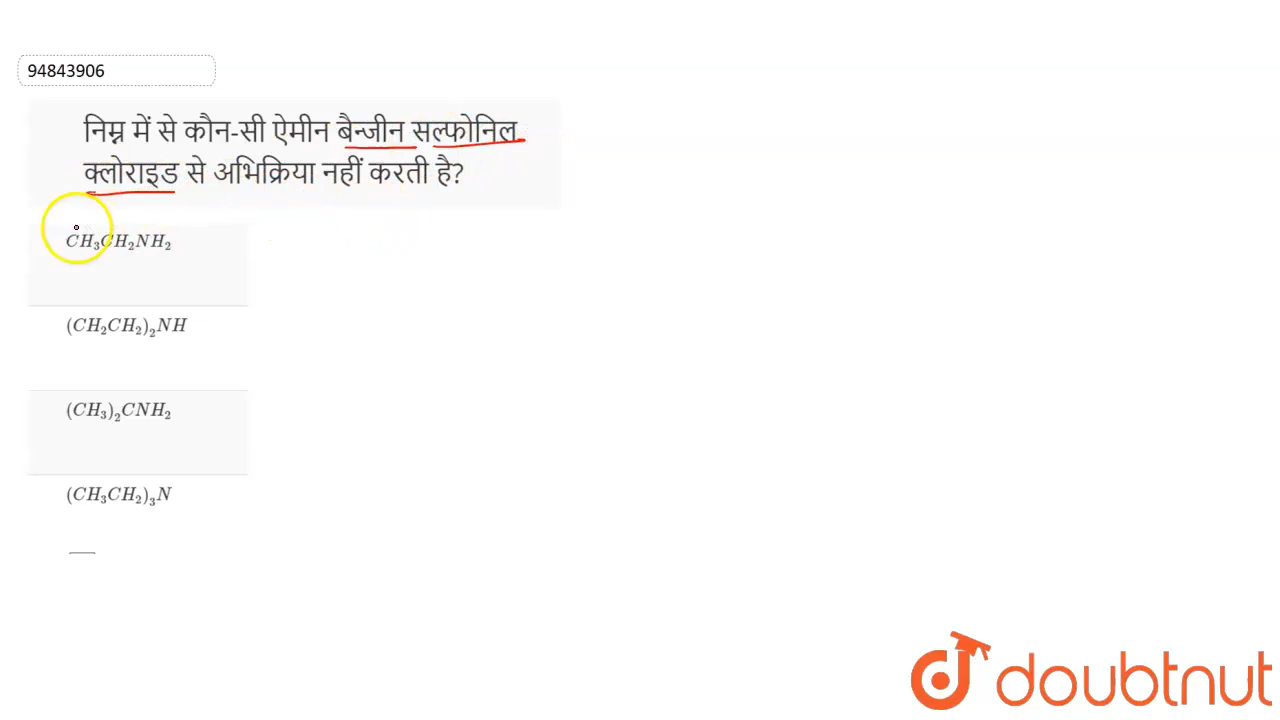 94843906
निम्न में से कौन-सी ऐमीन बैन्जीन सल्फोनिल
क्लोराइड से अभिक्रिया नहीं करती है?
CH₃CH₂NH₂
(CH₂CH₂)₂NH
(CH₃)₂CNH₂
(CH₃CH₂)₃N
doubtnut